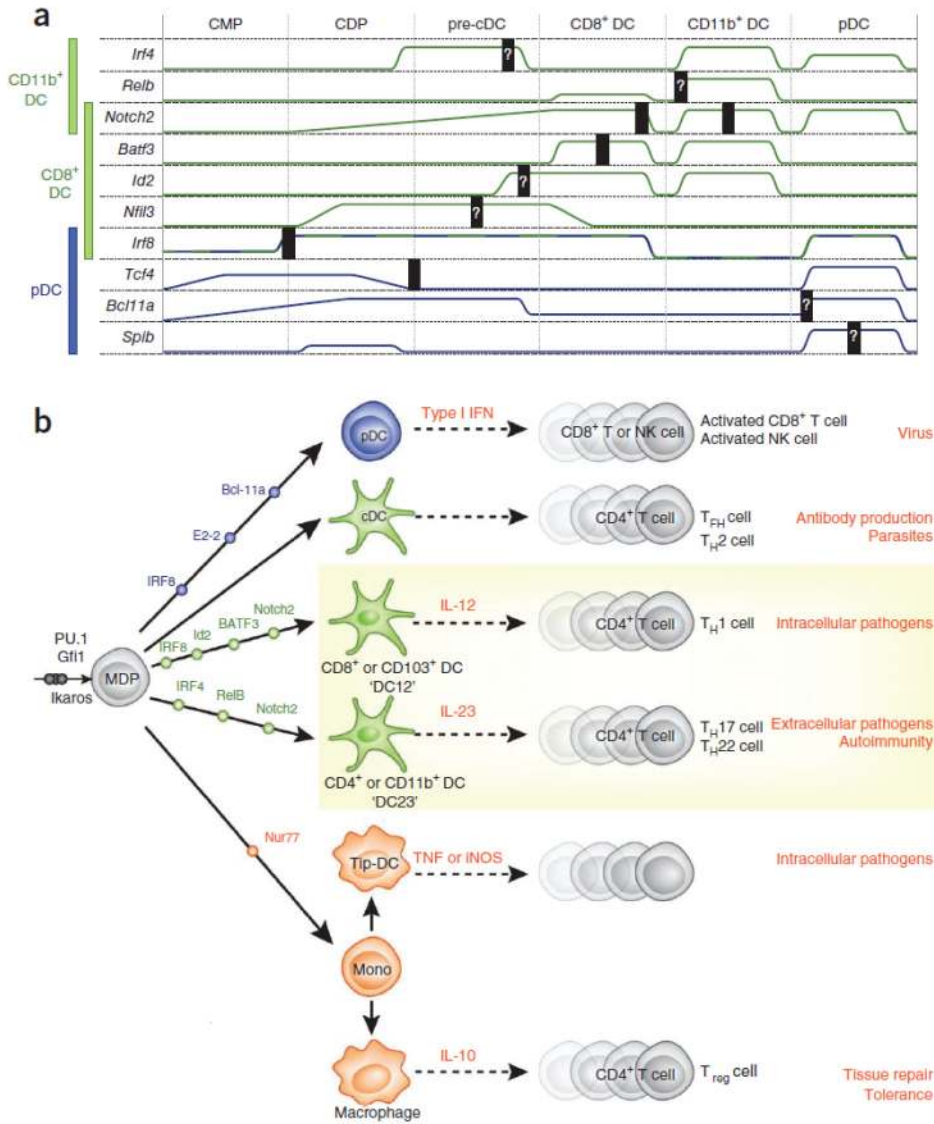 a
CMP CDP pre-cDC CD8+ DC CD11b+ DC pDC
CD11b+
DC
CD8+
DC
pDC
Irf4 ?
Relb ?
Notch2
Batf3
Id2 ?
Nfil3 ?
Irf8
Tcf4
Bcl11a ?
Spib ?
b
PU.1
Gfi1
Ikaros
MDP
IRF8
E2-2
Bcl-11a
pDC
Type I IFN
CD8+ T or NK cell
Activated CD8+ T cell
Activated NK cell
Virus
cDC
CD4+ T cell
TFH cell
TH2 cell
Antibody production
Parasites
IRF8
Id2
BATF3
Notch2
IL-12
CD4+ T cell
TH1 cell
Intracellular pathogens
CD8+ or CD103+ DC
'DC12'
IRF4
RelB
Notch2
IL-23
CD4+ T cell
TH17 cell
TH22 cell
Extracellular pathogens
Autoimmunity
CD4+ or CD11b+ DC
'DC23'
Nur77
Tip-DC
TNF or iNOS
Intracellular pathogens
Mono
IL-10
CD4+ T cell
Treg cell
Tissue repair
Tolerance
Macrophage